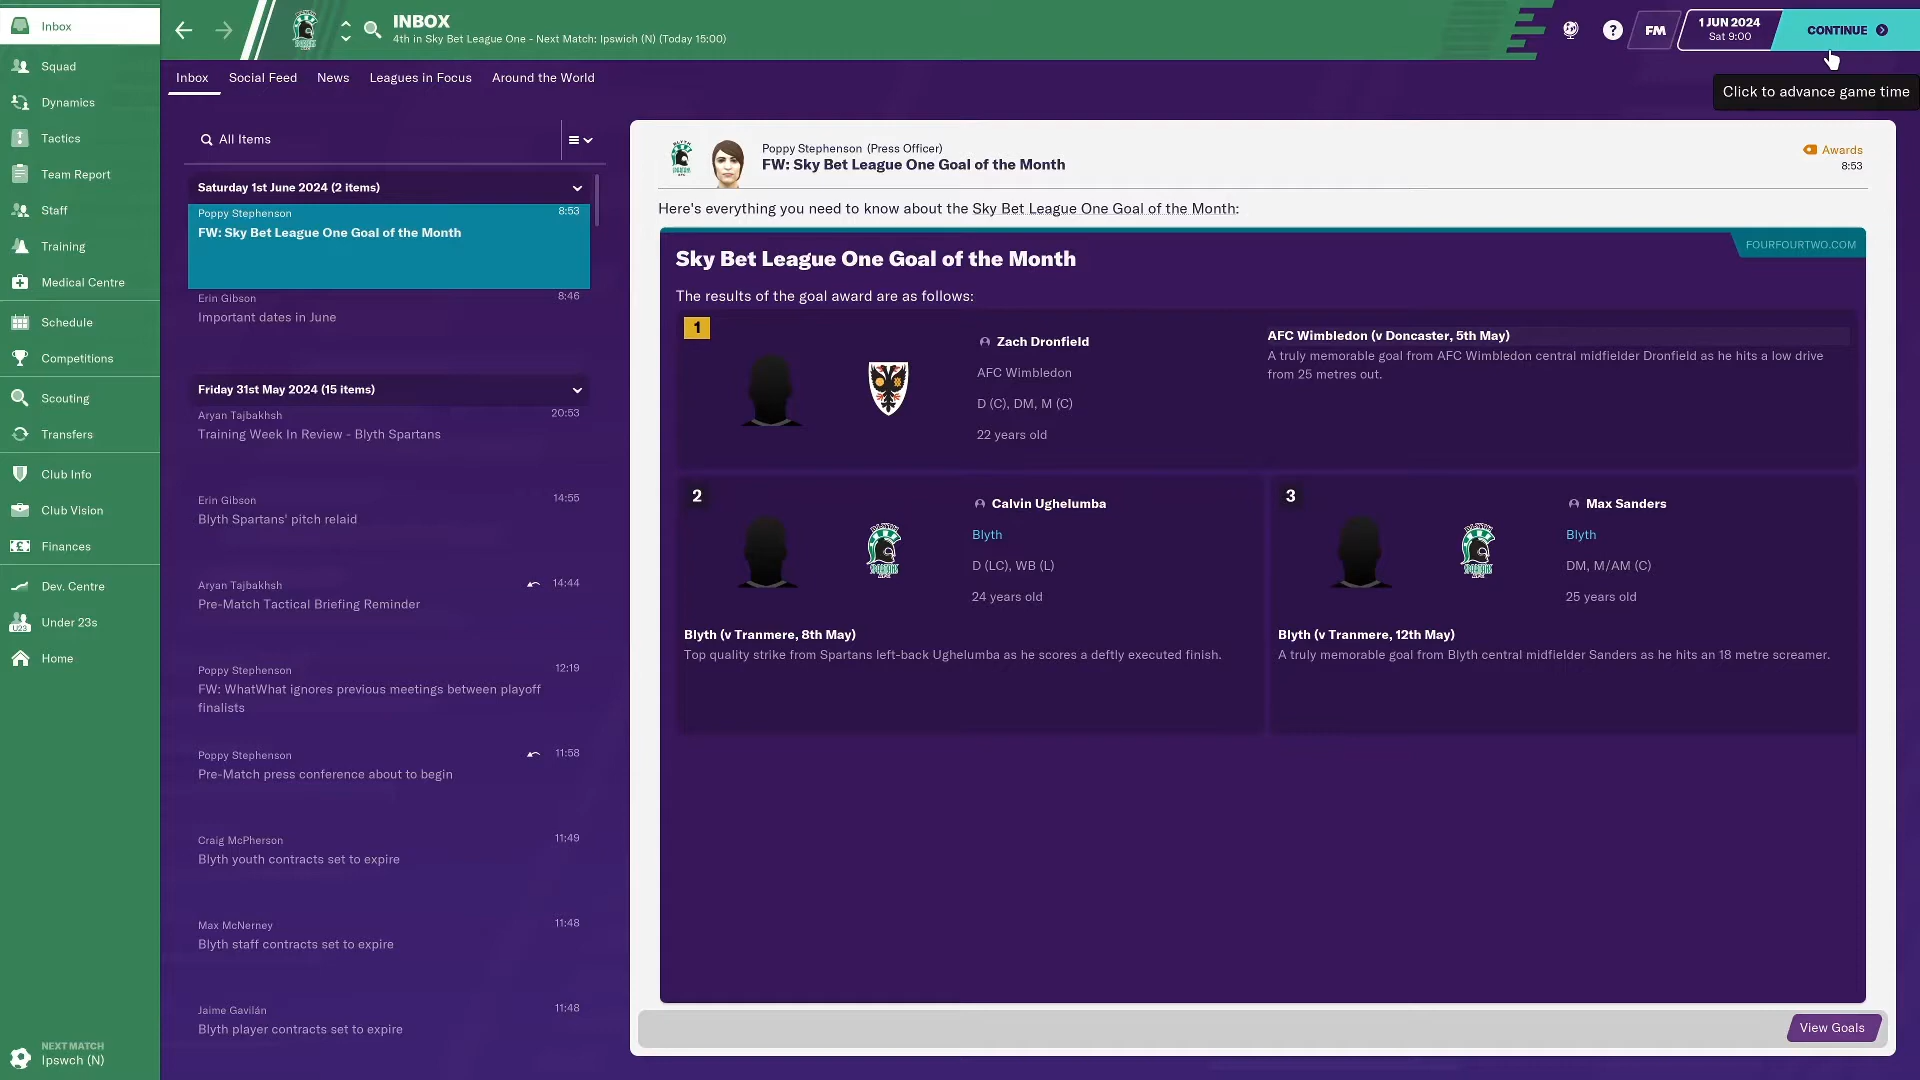 Inbox
Squad
Dynamics
Tactics
Team Report
Staff
Training
Medical Centre
Schedule
Competitions
Scouting
Transfers
Club Info
Club Vision
Finances
Dev. Centre
U23
Under 23s
Home
NEXT MATCH
Ipswch (N)
INBOX
4th in Sky Bet League One - Next Match: Ipswich (N) (Today 15:00)
?
FM
1 JUN 2024
Sat 9:00
CONTINUE
Click to advance game time
Inbox Social Feed News Leagues in Focus Around the World
All Items
Saturday 1st June 2024 (2 items)
Poppy Stephenson 8:53
FW: Sky Bet League One Goal of the Month
Erin Gibson 8:46
Important dates in June
Friday 31st May 2024 (15 items)
Aryan Tajbakhsh 20:53
Training Week In Review - Blyth Spartans
Erin Gibson 14:55
Blyth Spartans' pitch relaid
Aryan Tajbakhsh 14:44
Pre-Match Tactical Briefing Reminder
Poppy Stephenson 12:19
FW: WhatWhat ignores previous meetings between playoff
finalists
Poppy Stephenson 11:58
Pre-Match press conference about to begin
Craig McPherson 11:49
Blyth youth contracts set to expire
Max McNerney 11:48
Blyth staff contracts set to expire
Jaime Gavilán 11:48
Blyth player contracts set to expire
Poppy Stephenson (Press Officer)
FW: Sky Bet League One Goal of the Month
Awards
8:53
Here's everything you need to know about the Sky Bet League One Goal of the Month:
FOURFOURTWO.COM
Sky Bet League One Goal of the Month
The results of the goal award are as follows:
1
Zach Dronfield
AFC Wimbledon
D (C), DM, M (C)
22 years old
AFC Wimbledon (v Doncaster, 5th May)
A truly memorable goal from AFC Wimbledon central midfielder Dronfield as he hits a low drive
from 25 metres out.
2
Calvin Ughelumba
Blyth
D (LC), WB (L)
24 years old
Blyth (v Tranmere, 8th May)
Top quality strike from Spartans left-back Ughelumba as he scores a deftly executed finish.
3
Max Sanders
Blyth
DM, M/AM (C)
25 years old
Blyth (v Tranmere, 12th May)
A truly memorable goal from Blyth central midfielder Sanders as he hits an 18 metre screamer.
View Goals